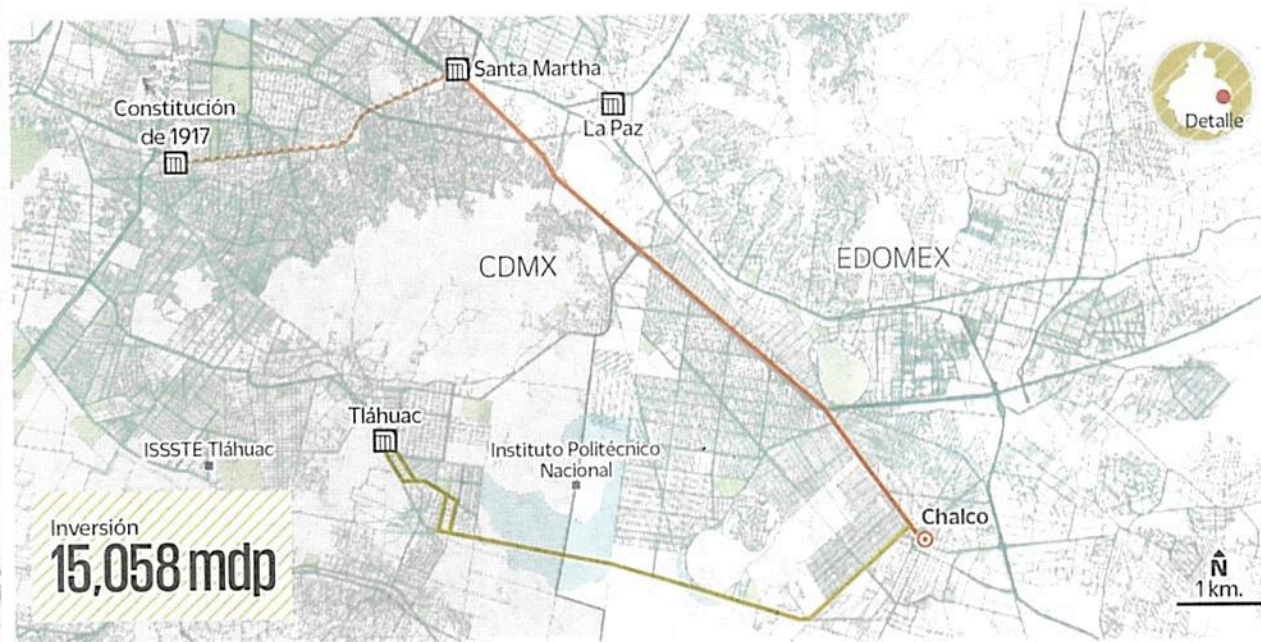 Santa Martha
Constitución
de 1917
La Paz
Detalle
CDMX
EDOMEX
Tláhuac
ISSSTE Tláhuac
Instituto Politécnico
Nacional
Chalco
Inversión
15,058 mdp
N
1 km.